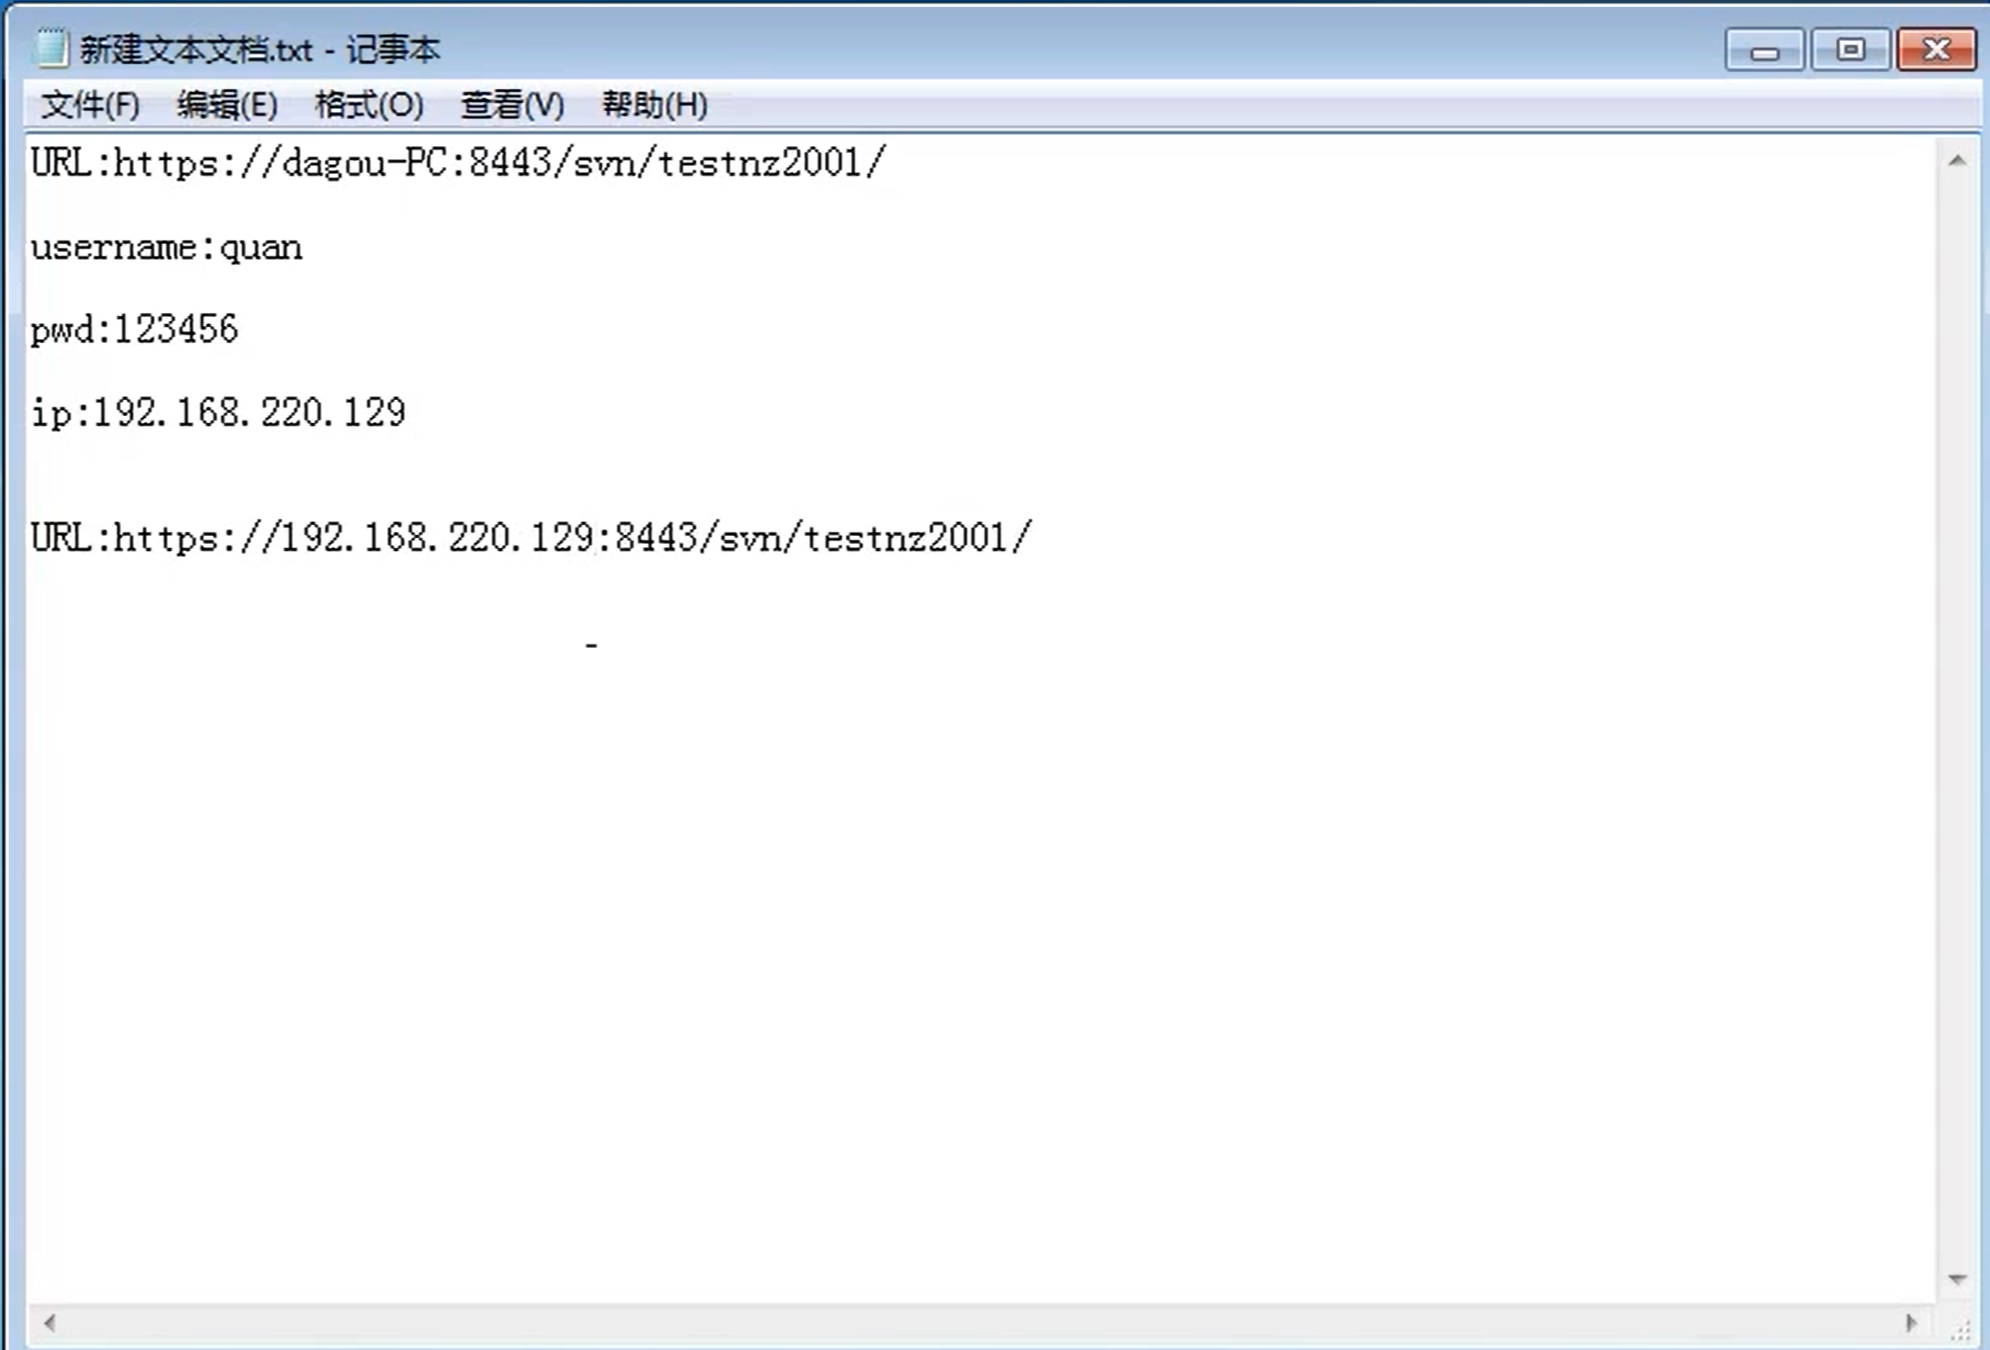 新建文本文档.txt - 记事本
文件(F) 编辑(E) 格式(O) 查看(V) 帮助(H)
URL:https://dagou-PC:8443/svn/testnz2001/
username:quan
pwd:123456
ip:192.168.220.129
URL:https://192.168.220.129:8443/svn/testnz2001/